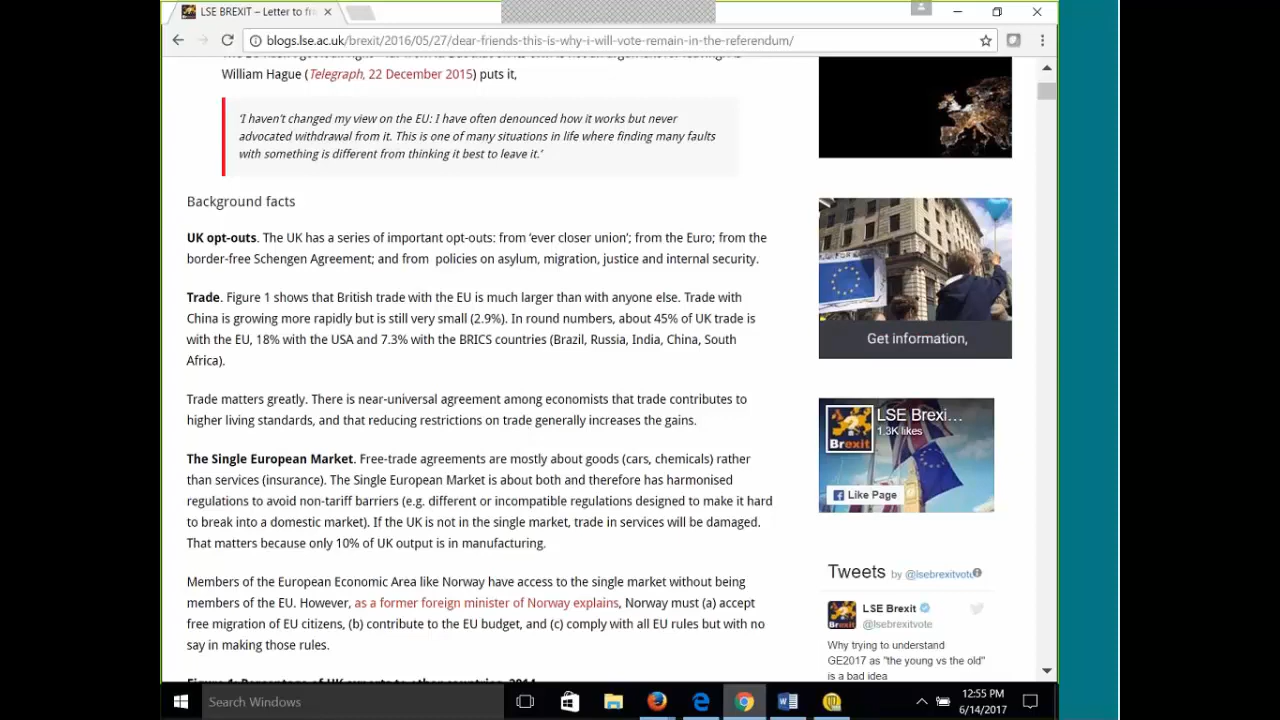 LSE BREXIT – Letter to fr
blogs.lse.ac.uk/brexit/2016/05/27/dear-friends-this-is-why-i-will-vote-remain-in-the-referendum/
William Hague (Telegraph, 22 December 2015) puts it,
'I haven't changed my view on the EU: I have often denounced how it works but never
advocated withdrawal from it. This is one of many situations in life where finding many faults
with something is different from thinking it best to leave it.'
Background facts
UK opt-outs. The UK has a series of important opt-outs: from 'ever closer union'; from the Euro; from the
border-free Schengen Agreement; and from policies on asylum, migration, justice and internal security.
Trade. Figure 1 shows that British trade with the EU is much larger than with anyone else. Trade with
China is growing more rapidly but is still very small (2.9%). In round numbers, about 45% of UK trade is
with the EU, 18% with the USA and 7.3% with the BRICS countries (Brazil, Russia, India, China, South
Africa).
Trade matters greatly. There is near-universal agreement among economists that trade contributes to
higher living standards, and that reducing restrictions on trade generally increases the gains.
The Single European Market. Free-trade agreements are mostly about goods (cars, chemicals) rather
than services (insurance). The Single European Market is about both and therefore has harmonised
regulations to avoid non-tariff barriers (e.g. different or incompatible regulations designed to make it hard
to break into a domestic market). If the UK is not in the single market, trade in services will be damaged.
That matters because only 10% of UK output is in manufacturing.
Members of the European Economic Area like Norway have access to the single market without being
members of the EU. However, as a former foreign minister of Norway explains, Norway must (a) accept
free migration of EU citizens, (b) contribute to the EU budget, and (c) comply with all EU rules but with no
say in making those rules.
Figure 1: Percentage of UK exports to other countries, 2014
Get information,
LSE Brexi...
1.3K likes
Brexit
Like Page
Tweets by @lsebrexitvote
LSE Brexit
@lsebrexitvote
Brexit
Why trying to understand
GE2017 as "the young vs the old"
is a bad idea
Search Windows
12:55 PM
6/14/2017